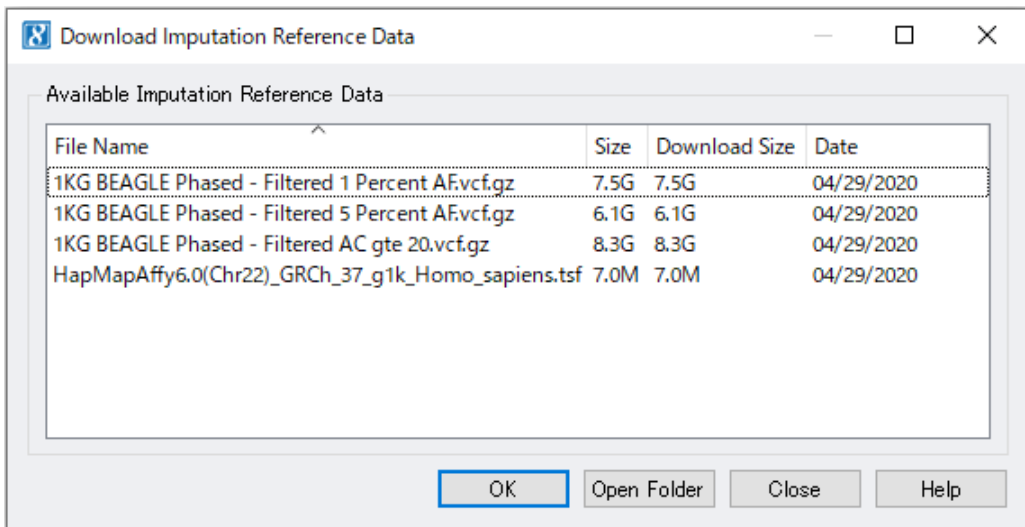 Download Imputation Reference Data
Available Imputation Reference Data
File Name Size Download Size Date
1KG BEAGLE Phased - Filtered 1 Percent AF.vcf.gz 7.5G 7.5G 04/29/2020
1KG BEAGLE Phased - Filtered 5 Percent AF.vcf.gz 6.1G 6.1G 04/29/2020
1KG BEAGLE Phased - Filtered AC gte 20.vcf.gz 8.3G 8.3G 04/29/2020
HapMapAffy6.0(Chr22)_GRCh_37_g1k_Homo_sapiens.tsf 7.0M 7.0M 04/29/2020
OK Open Folder Close Help